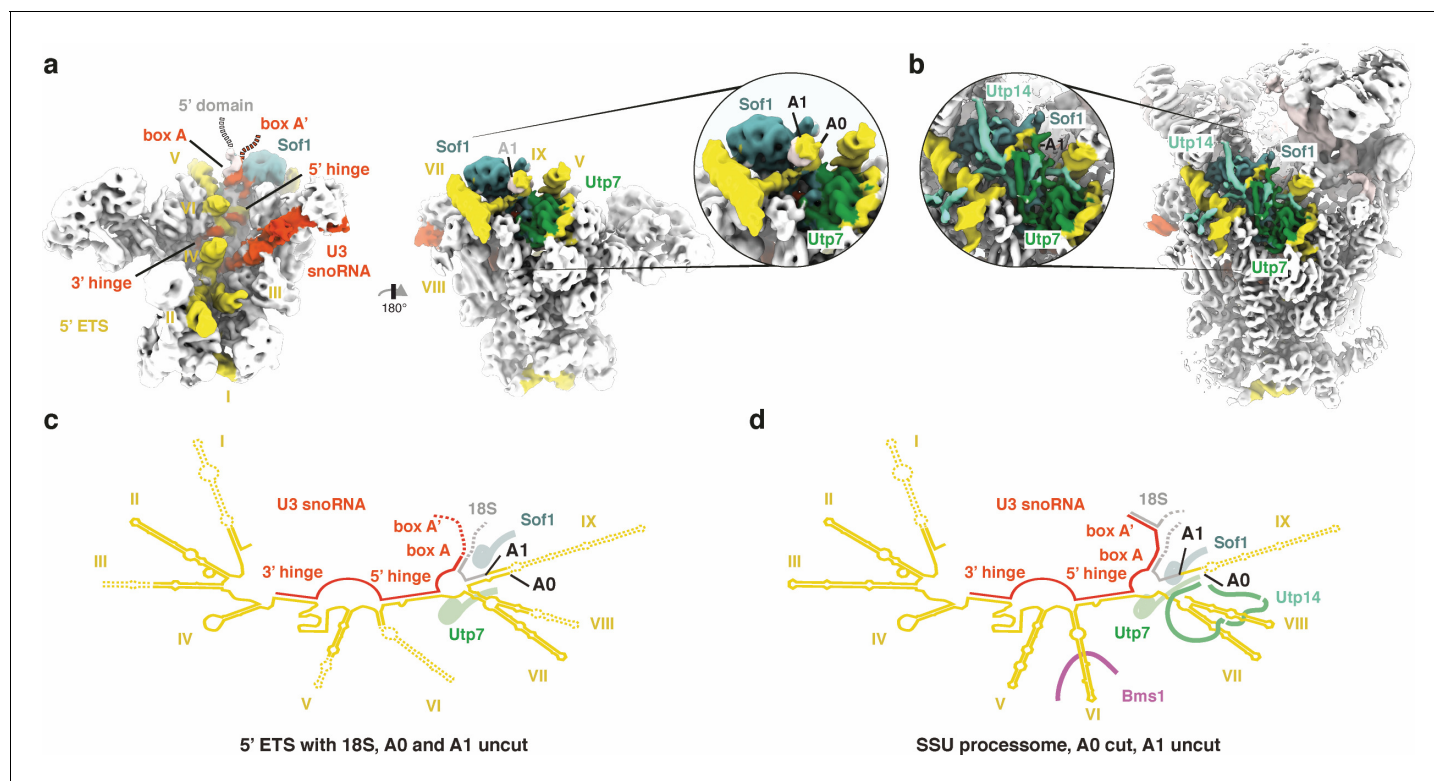 a
5’ domain
box A
box A’
Sof1
V
5’ hinge
VI
IV
3’ hinge
U3
snoRNA
III
5’ ETS
II
I
180°
Sof1
VII
A1
IX
V
Utp7
VIII
Sof1
A1
A0
Utp7
b
Utp14
Sof1
A1
Utp7
Utp14
Sof1
Utp7
c
I
II
U3 snoRNA
18S
box A’
Sof1
IX
box A
A1
III
3’ hinge
5’ hinge
A0
IV
Utp7
VIII
VII
V
VI
5’ ETS with 18S, A0 and A1 uncut
d
I
II
U3 snoRNA
18S
box A’
A1
IX
box A
Sof1
III
3’ hinge
5’ hinge
A0
Utp14
IV
Utp7
VIII
VII
Bms1
V
VI
SSU processome, A0 cut, A1 uncut